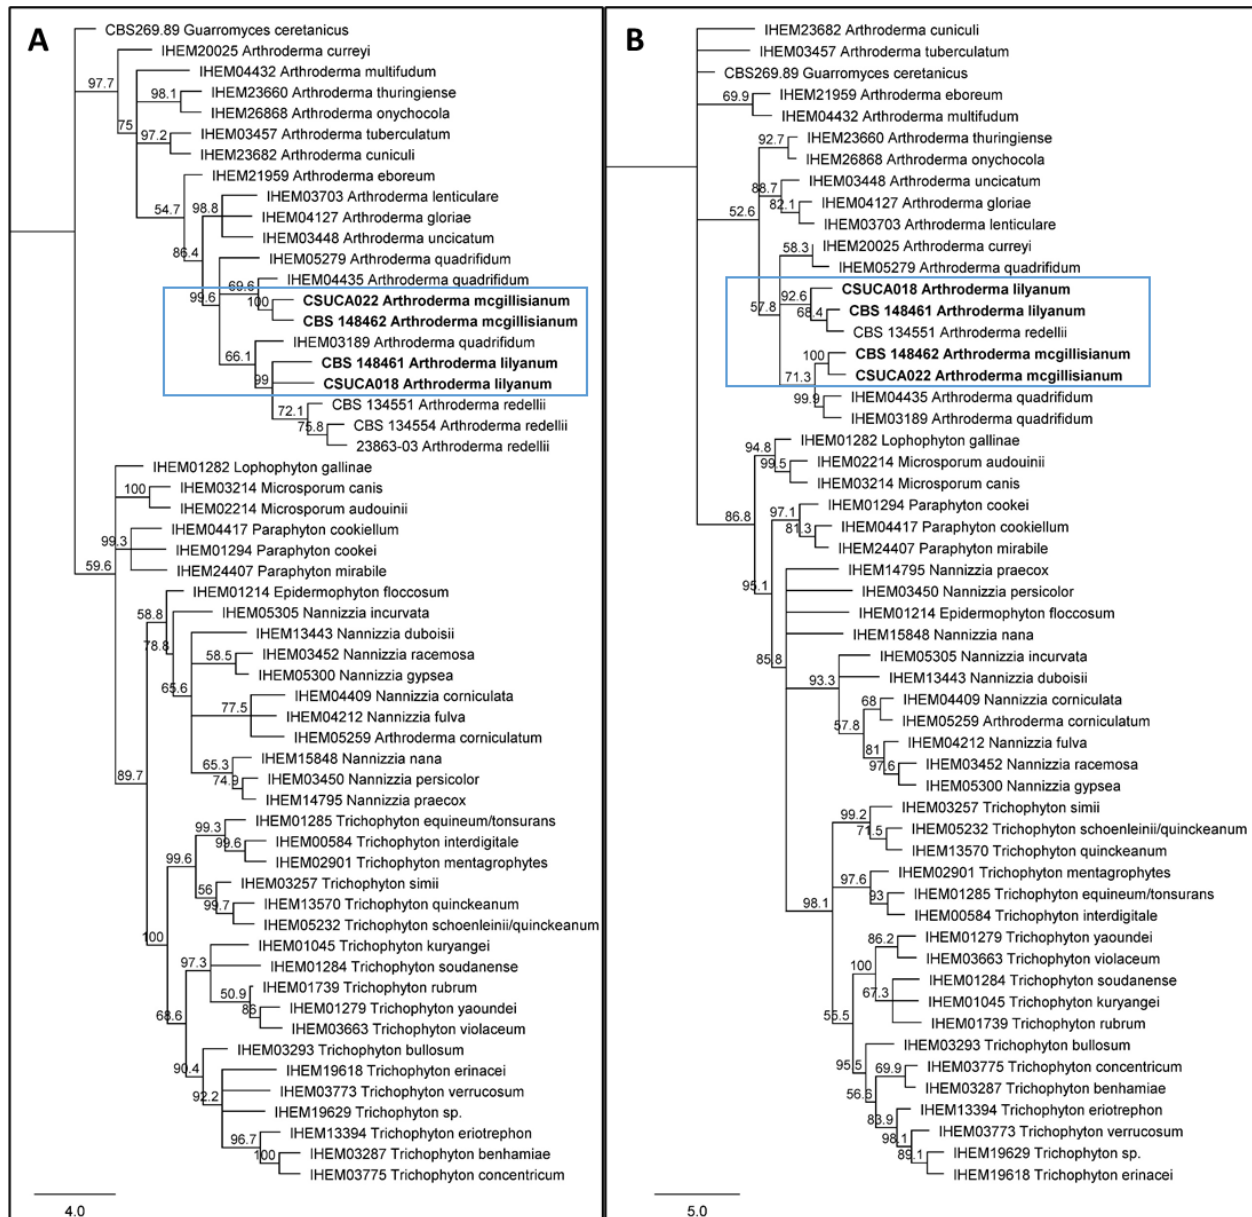 A
CBS269.89 Guarromyces ceretanicus
IHEM20025 Arthroderma curreyi
97.7
IHEM04432 Arthroderma multifudum
98.1
IHEM23660 Arthroderma thuringiense
IHEM26868 Arthroderma onychocola
75
97.2
IHEM03457 Arthroderma tuberculatum
IHEM23682 Arthroderma cuniculi
IHEM21959 Arthroderma eboreum
54.7
98.8
IHEM03703 Arthroderma lenticulare
IHEM04127 Arthroderma gloriae
IHEM03448 Arthroderma uncicatum
86.4
IHEM05279 Arthroderma quadrifidum
69.6
IHEM04435 Arthroderma quadrifidum
99.6
100
CSUCA022 Arthroderma mcgillisianum
CBS 148462 Arthroderma mcgillisianum
66.1
IHEM03189 Arthroderma quadrifidum
CBS 148461 Arthroderma lilyanum
99
CSUCA018 Arthroderma lilyanum
72.1
CBS 134551 Arthroderma redellii
75.8
CBS 134554 Arthroderma redellii
23863-03 Arthroderma redellii
IHEM01282 Lophophyton gallinae
100
IHEM03214 Microsporum canis
IHEM02214 Microsporum audouinii
IHEM04417 Paraphyton cookiellum
99.3
IHEM01294 Paraphyton cookei
59.6
IHEM24407 Paraphyton mirabile
IHEM01214 Epidermophyton floccosum
58.8
IHEM05305 Nannizzia incurvata
78.8
IHEM13443 Nannizzia duboisii
58.5
IHEM03452 Nannizzia racemosa
IHEM05300 Nannizzia gypsea
65.6
IHEM04409 Nannizzia corniculata
77.5
IHEM04212 Nannizzia fulva
IHEM05259 Arthroderma corniculatum
65.3
IHEM15848 Nannizzia nana
89.7
74.9
IHEM03450 Nannizzia persicolor
IHEM14795 Nannizzia praecox
99.3
IHEM01285 Trichophyton equineum/tonsurans
99.6
IHEM00584 Trichophyton interdigitale
IHEM02901 Trichophyton mentagrophytes
99.6
56
IHEM03257 Trichophyton simii
99.7
IHEM13570 Trichophyton quinckeanum
IHEM05232 Trichophyton schoenleinii/quinckeanum
100
IHEM01045 Trichophyton kuryangei
97.3
IHEM01284 Trichophyton soudanense
50.9
IHEM01739 Trichophyton rubrum
86
IHEM01279 Trichophyton yaoundei
68.6
IHEM03663 Trichophyton violaceum
IHEM03293 Trichophyton bullosum
90.4
IHEM19618 Trichophyton erinacei
92.2
IHEM03773 Trichophyton verrucosum
IHEM19629 Trichophyton sp.
96.7
IHEM13394 Trichophyton eriotrephon
100
IHEM03287 Trichophyton benhamiae
IHEM03775 Trichophyton concentricum
4.0
B
IHEM23682 Arthroderma cuniculi
IHEM03457 Arthroderma tuberculatum
CBS269.89 Guarromyces ceretanicus
69.9
IHEM21959 Arthroderma eboreum
IHEM04432 Arthroderma multifudum
92.7
IHEM23660 Arthroderma thuringiense
IHEM26868 Arthroderma onychocola
88.7
IHEM03448 Arthroderma uncicatum
52.6
82.1
IHEM04127 Arthroderma gloriae
IHEM03703 Arthroderma lenticulare
58.3
IHEM20025 Arthroderma curreyi
IHEM05279 Arthroderma quadrifidum
92.6
CSUCA018 Arthroderma lilyanum
57.8
68.4
CBS 148461 Arthroderma lilyanum
CBS 134551 Arthroderma redellii
100
CBS 148462 Arthroderma mcgillisianum
71.3
CSUCA022 Arthroderma mcgillisianum
99.9
IHEM04435 Arthroderma quadrifidum
IHEM03189 Arthroderma quadrifidum
94.8
IHEM01282 Lophophyton gallinae
99.5
IHEM02214 Microsporum audouinii
IHEM03214 Microsporum canis
86.8
97.1
IHEM01294 Paraphyton cookei
81.3
IHEM04417 Paraphyton cookiellum
IHEM24407 Paraphyton mirabile
95.1
IHEM14795 Nannizzia praecox
IHEM03450 Nannizzia persicolor
IHEM01214 Epidermophyton floccosum
IHEM15848 Nannizzia nana
85.8
IHEM05305 Nannizzia incurvata
93.3
IHEM13443 Nannizzia duboisii
68
IHEM04409 Nannizzia corniculata
57.8
IHEM05259 Arthroderma corniculatum
81
IHEM04212 Nannizzia fulva
97.6
IHEM03452 Nannizzia racemosa
IHEM05300 Nannizzia gypsea
99.2
IHEM03257 Trichophyton simii
71.5
IHEM05232 Trichophyton schoenleinii/quinckeanum
IHEM13570 Trichophyton quinckeanum
97.6
IHEM02901 Trichophyton mentagrophytes
93
IHEM01285 Trichophyton equineum/tonsurans
98.1
IHEM00584 Trichophyton interdigitale
86.2
IHEM01279 Trichophyton yaoundei
IHEM03663 Trichophyton violaceum
100
IHEM01284 Trichophyton soudanense
67.3
IHEM01045 Trichophyton kuryangei
55.5
IHEM01739 Trichophyton rubrum
IHEM03293 Trichophyton bullosum
95.5
69.9
IHEM03775 Trichophyton concentricum
56.6
IHEM03287 Trichophyton benhamiae
83.9
IHEM13394 Trichophyton eriotrephon
98.1
IHEM03773 Trichophyton verrucosum
89.1
IHEM19629 Trichophyton sp.
IHEM19618 Trichophyton erinacei
5.0